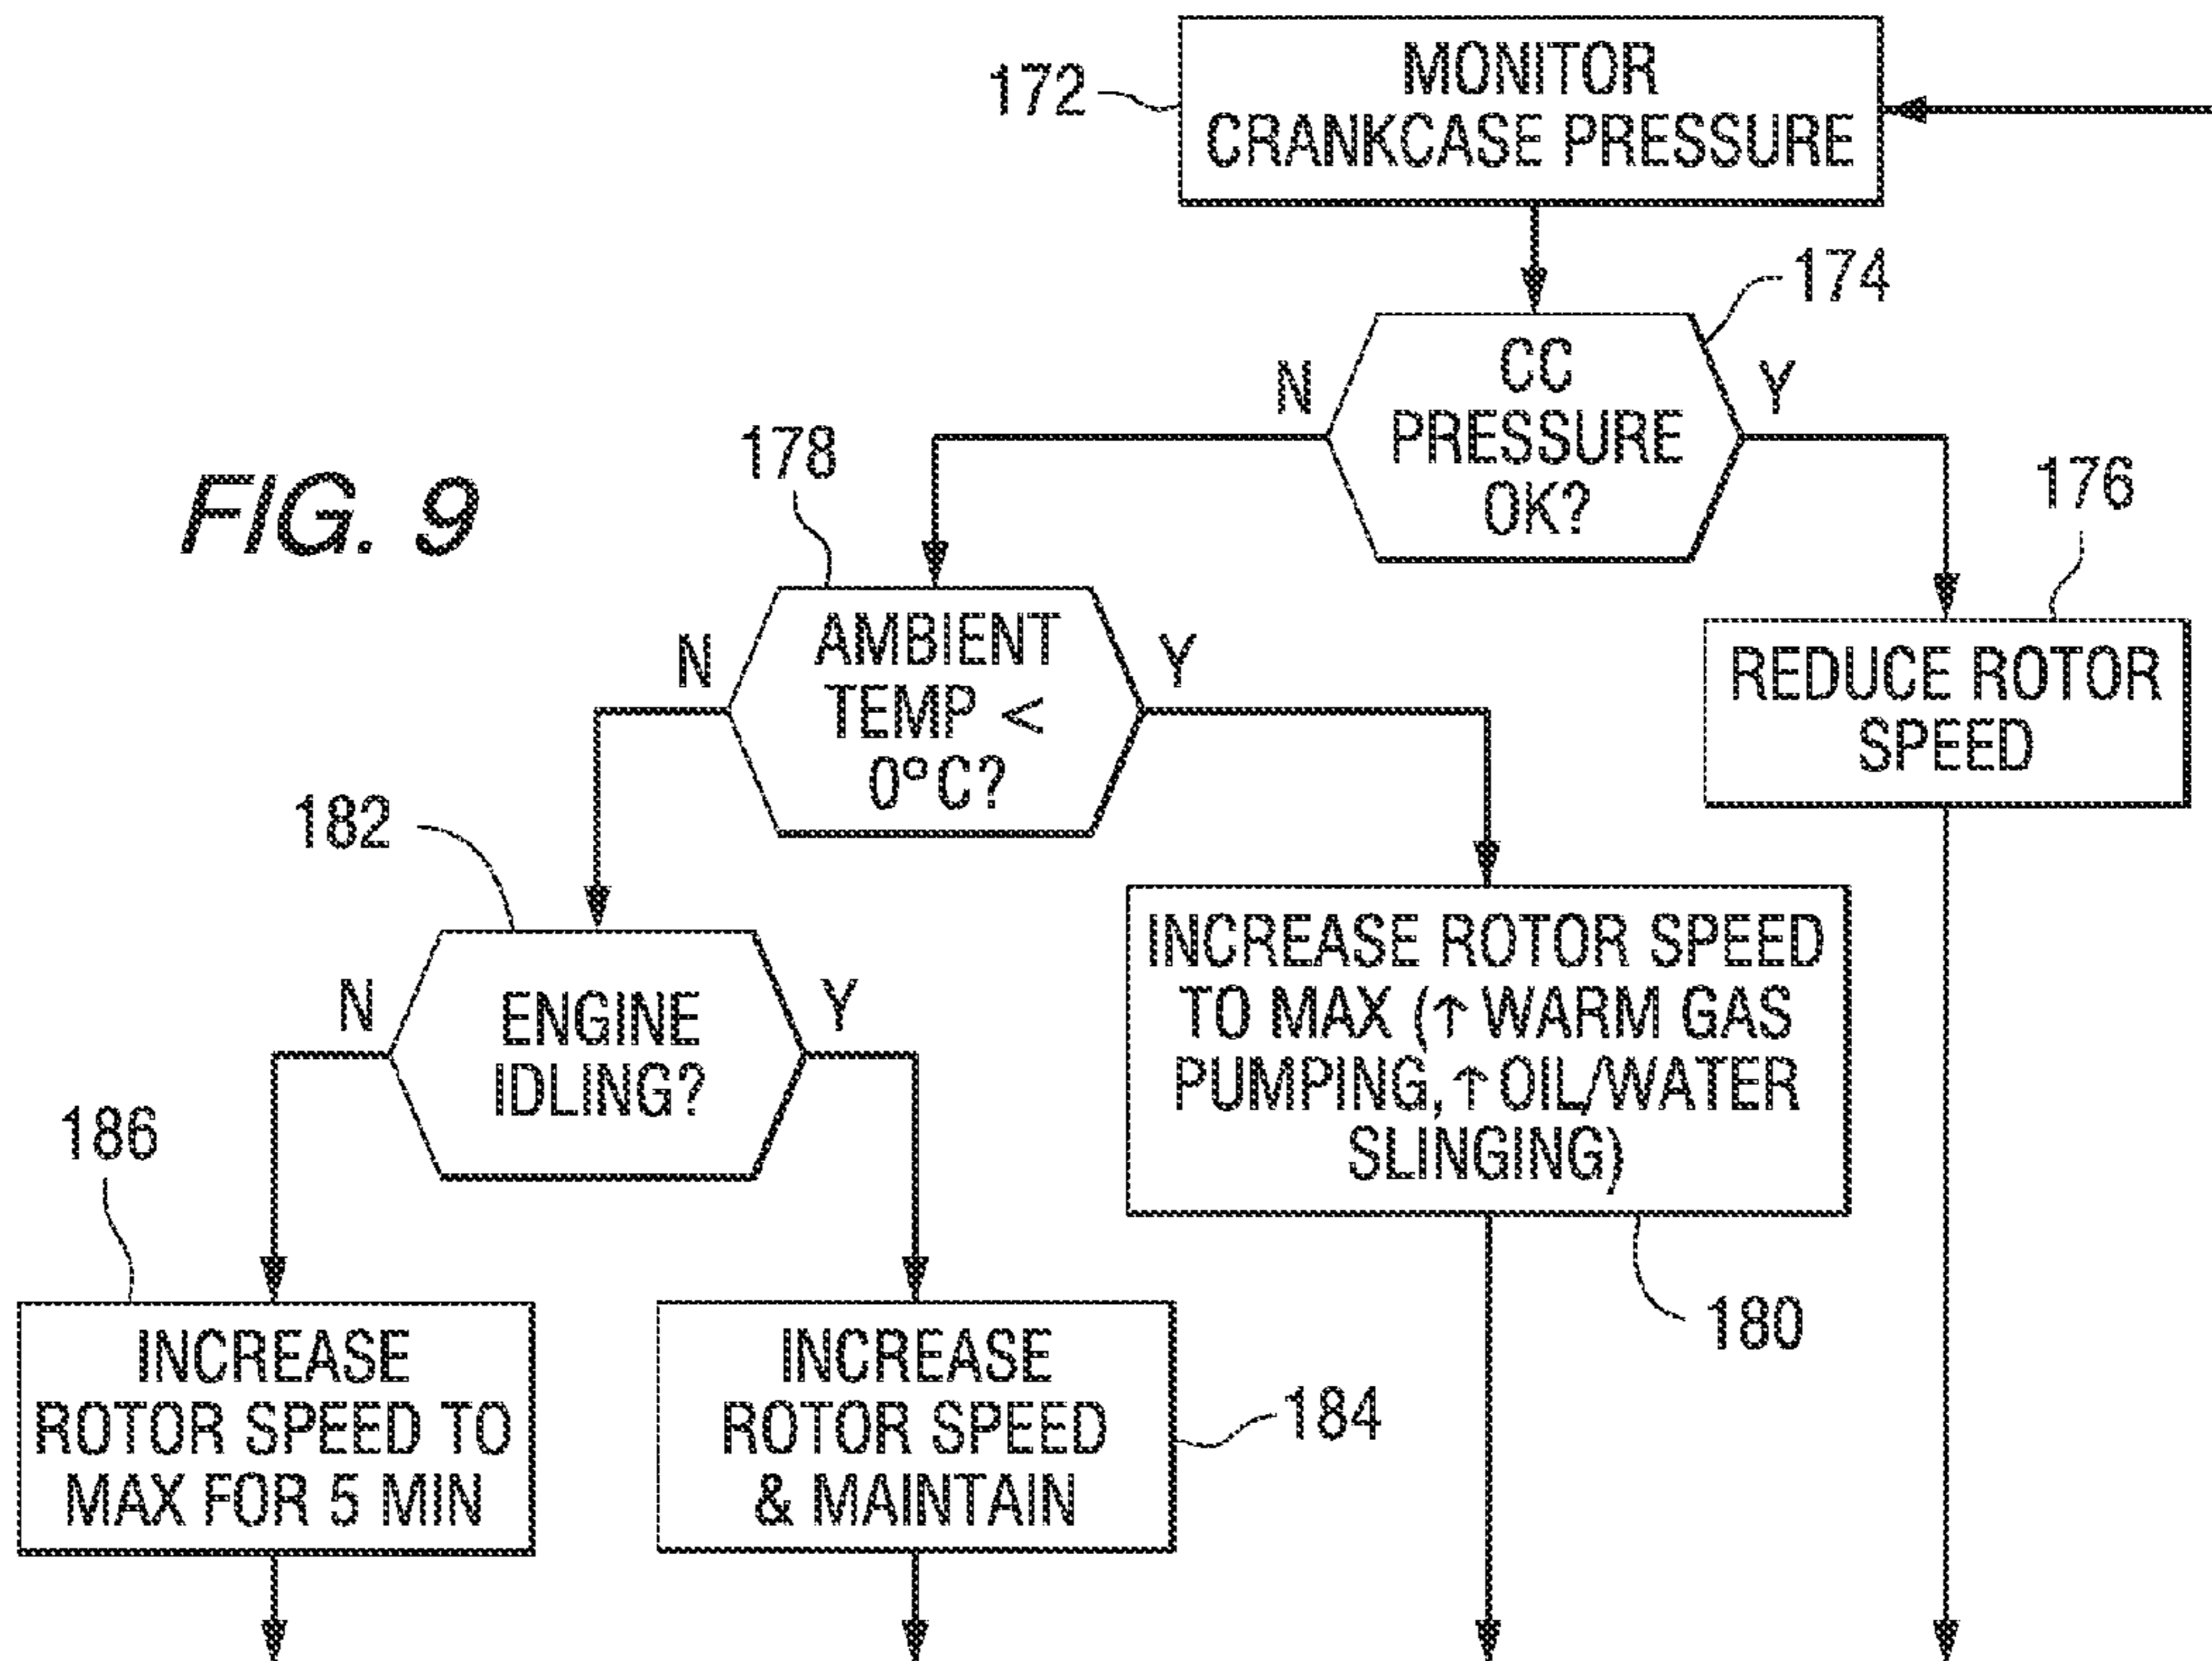 172
MONITOR
CRANKCASE PRESSURE
174
N
CC
PRESSURE
OK?
Y
FIG. 9
178
176
N
AMBIENT
TEMP <
0°C?
Y
REDUCE ROTOR
SPEED
182
N
ENGINE
IDLING?
Y
INCREASE ROTOR SPEED
TO MAX (↑ WARM GAS
PUMPING, ↑ OIL/WATER
SLINGING)
180
186
INCREASE
ROTOR SPEED TO
MAX FOR 5 MIN
INCREASE
ROTOR SPEED
& MAINTAIN
184